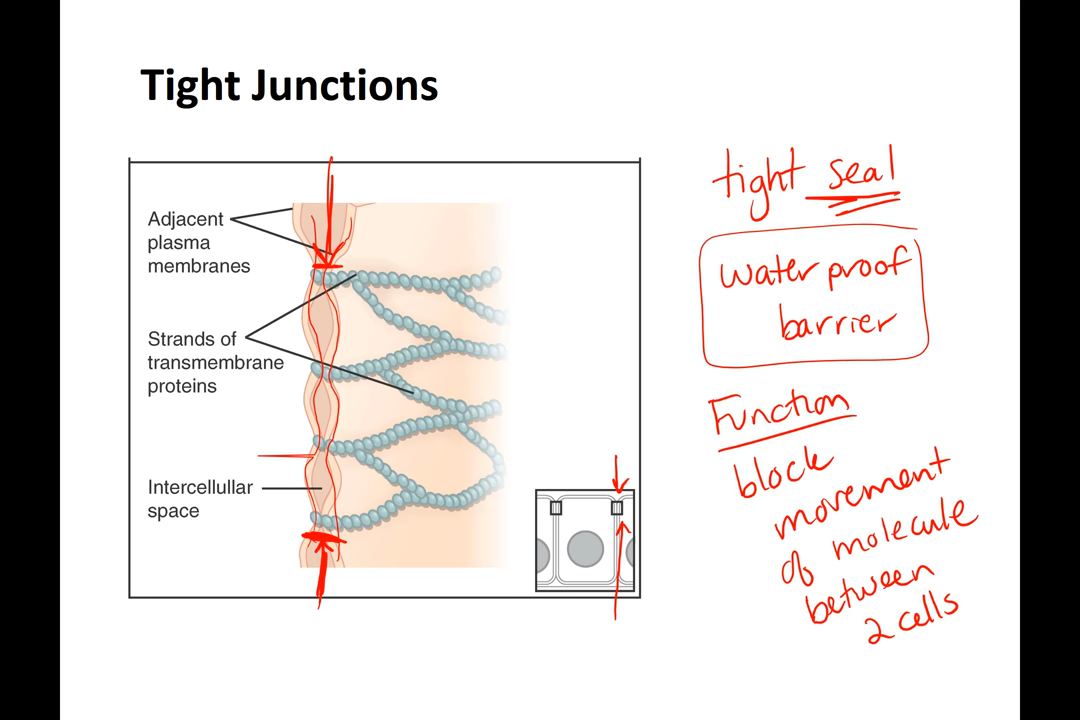 Tight Junctions
Adjacent
plasma
membranes
Strands of
transmembrane
proteins
Intercellullar
space
tight seal
water proof
barrier
Function
block
movement
of molecule
between
2 cells